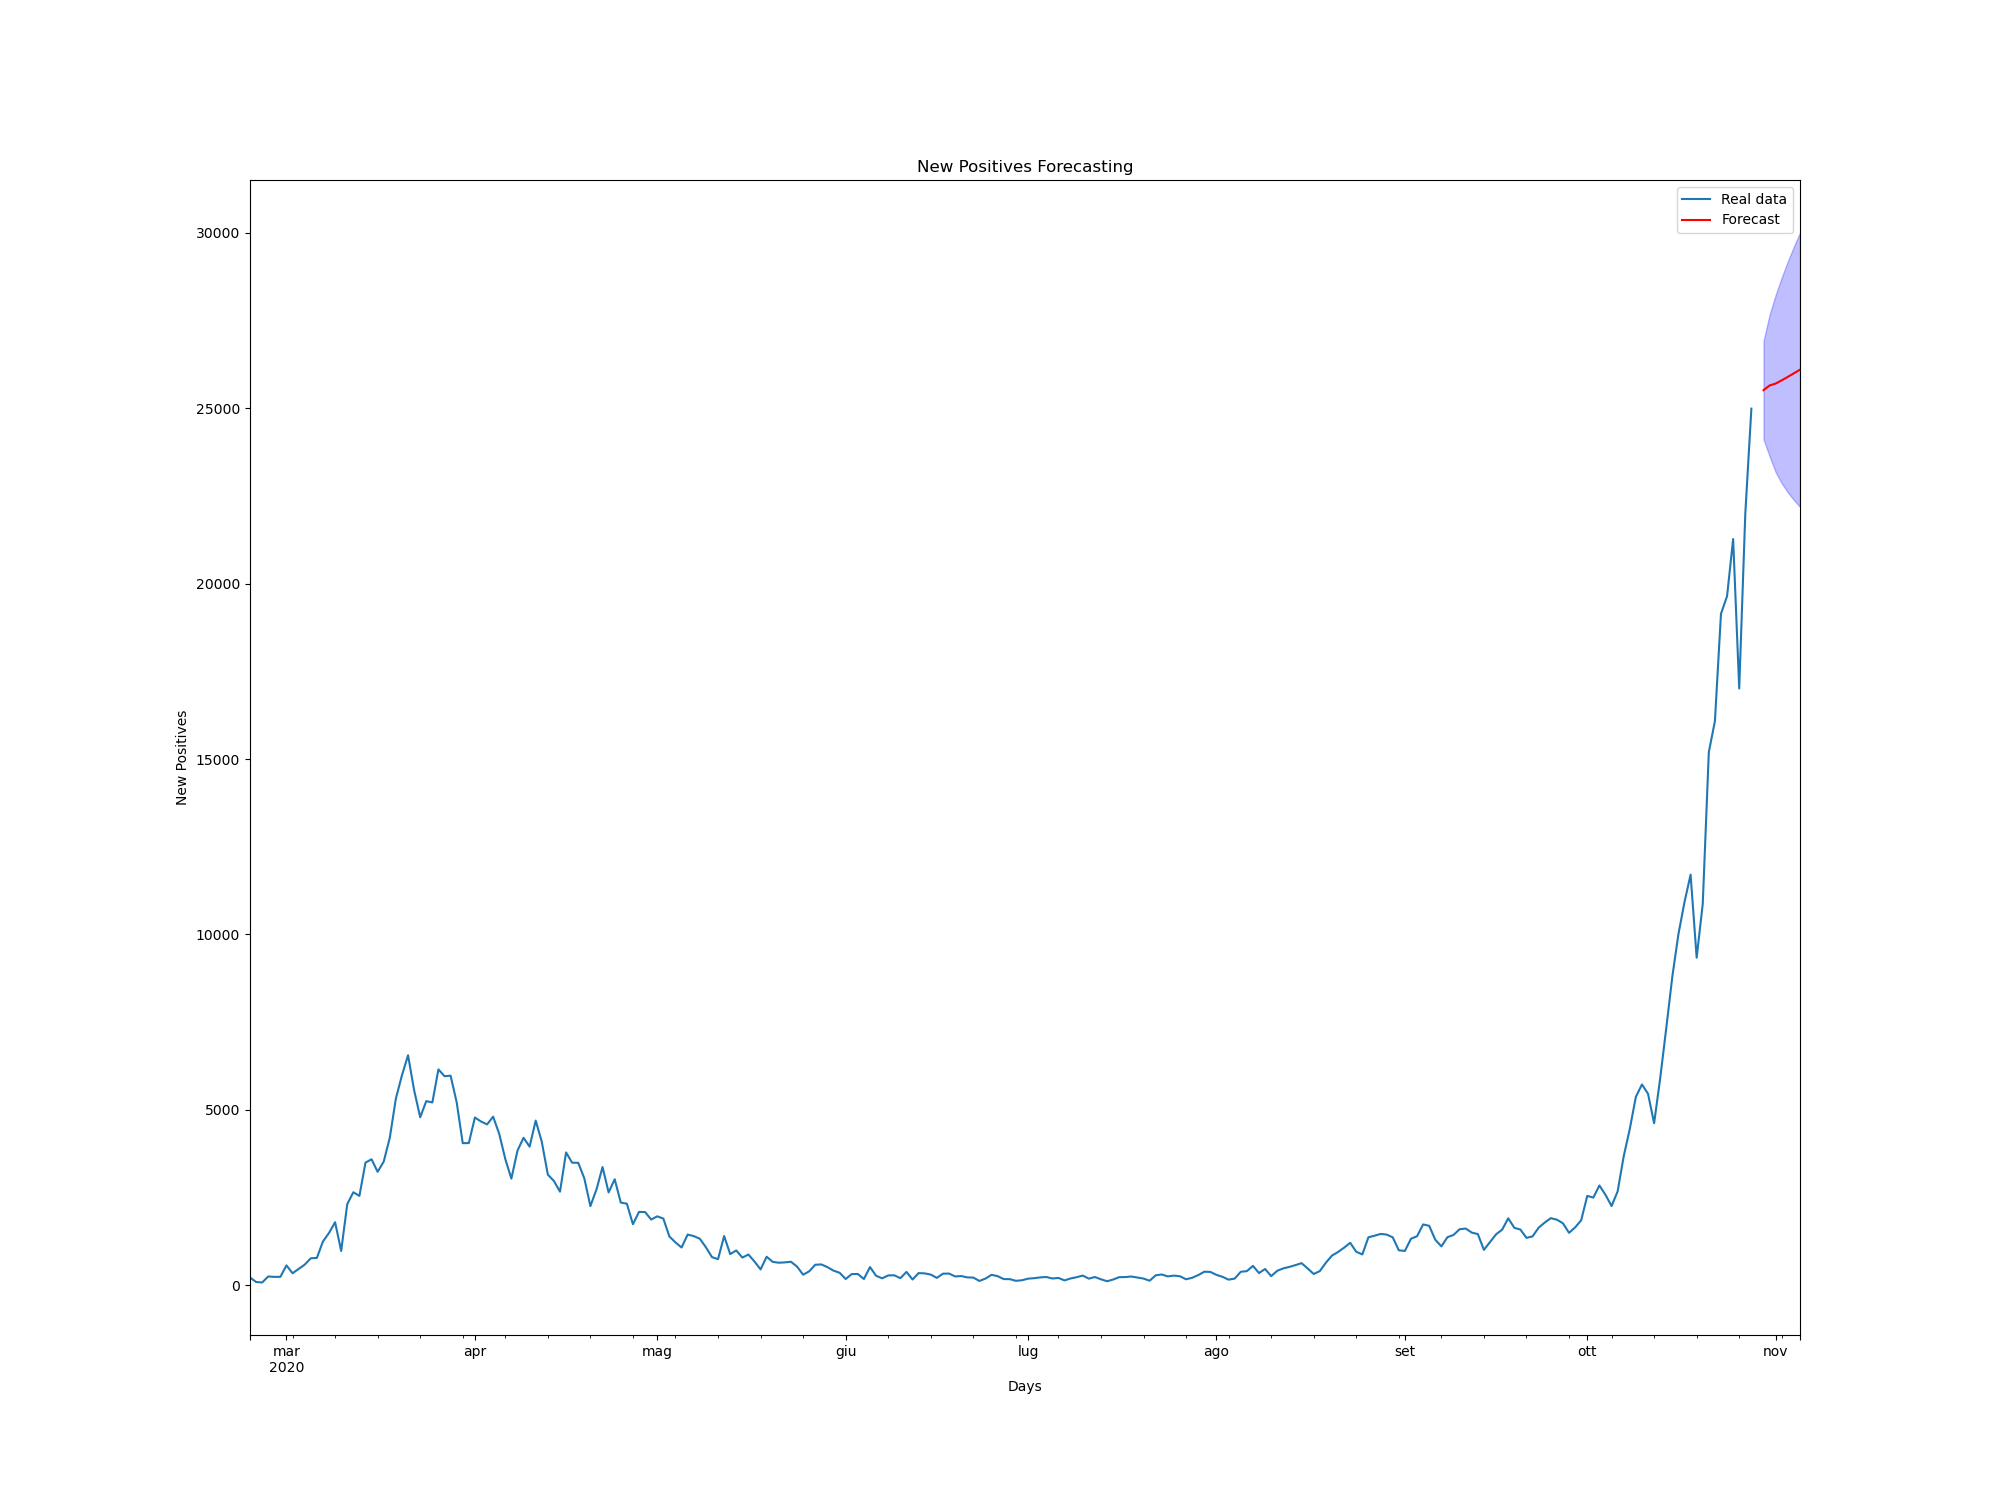 New Positives Forecasting
Real data
Forecast
30000
25000
20000
15000
10000
5000
0
New Positives
mar
2020
apr
mag
giu
lug
ago
set
ott
nov
Days